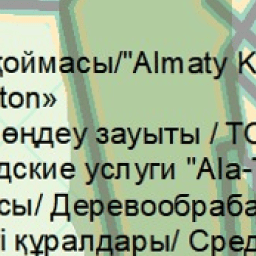 қоймасы/"Almaty K
ton»
өңдеу зауыты / ТО
дские услуги "Ala-
сы/ Деревообраба
і құралдары/ Сред